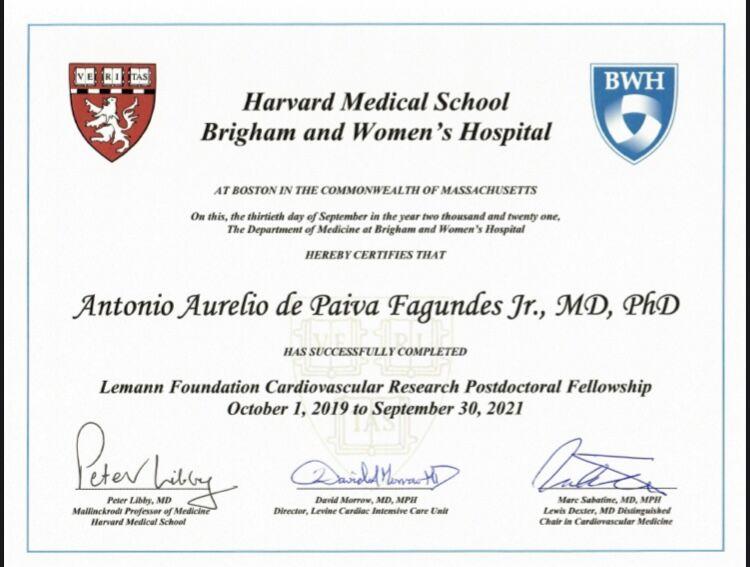 VE RI TAS
BWH
Harvard Medical School
Brigham and Women's Hospital
AT BOSTON IN THE COMMONWEALTH OF MASSACHUSETTS
On this, the thirtieth day of September in the year two thousand and twenty one,
The Department of Medicine at Brigham and Women's Hospital
HEREBY CERTIFIES THAT
Antonio Aurelio de Paiva Fagundes Jr., MD, PhD
VE RI
HAS SUCCESSFULLY COMPLETED
Lemann Foundation Cardiovascular Research Postdoctoral Fellowship
October 1, 2019 to September 30, 2021
TAS
Peter Libby
David Morrow MD
Peter Libby, MD
Mallinckrodt Professor of Medicine
Harvard Medical School
David Morrow, MD, MPH
Director, Levine Cardiac Intensive Care Unit
Marc Sabatine, MD, MPH
Lewis Dexter, MD Distinguished
Chair in Cardiovascular Medicine